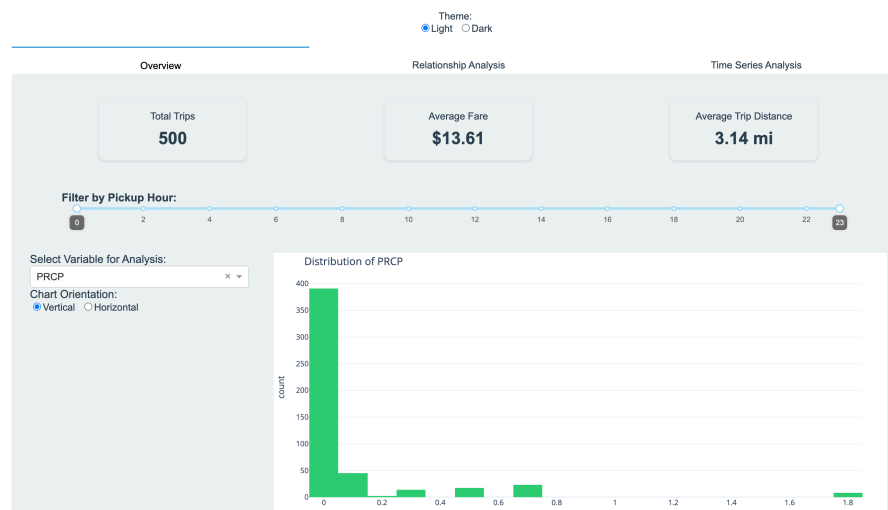 Theme:
Light Dark
Overview Relationship Analysis Time Series Analysis
Total Trips Average Fare Average Trip Distance
500 $13.61 3.14 mi
Filter by Pickup Hour:
0 2 4 6 8 10 12 14 16 18 20 22 23
Select Variable for Analysis:
PRCP ×
Chart Orientation:
Vertical Horizontal
Distribution of PRCP
400
350
300
250
200
150
100
50
0
count
0 0.2 0.4 0.6 0.8 1 1.2 1.4 1.6 1.8